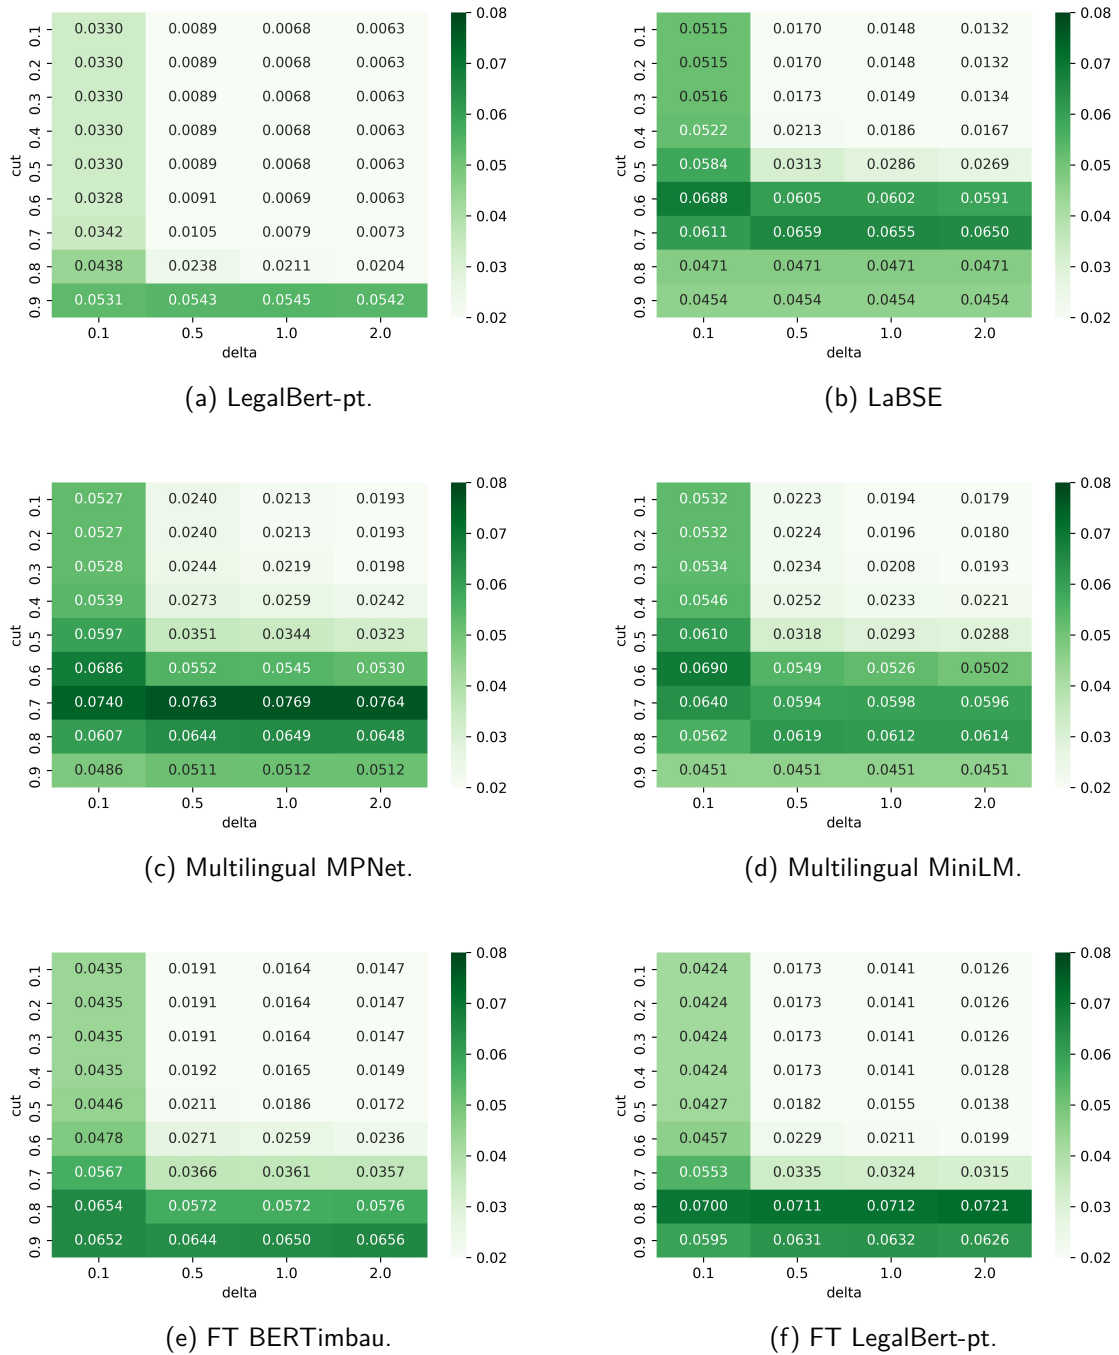 0.1 0.0330 0.0089 0.0068 0.0063 0.08
0.2 0.0330 0.0089 0.0068 0.0063 0.07
0.3 0.0330 0.0089 0.0068 0.0063 0.06
0.4 0.0330 0.0089 0.0068 0.0063
cut 0.5 0.0330 0.0089 0.0068 0.0063 0.05
0.6 0.0328 0.0091 0.0069 0.0063 0.04
0.7 0.0342 0.0105 0.0079 0.0073
0.8 0.0438 0.0238 0.0211 0.0204 0.03
0.9 0.0531 0.0543 0.0545 0.0542 0.02
0.1 0.5 1.0 2.0
delta
(a) LegalBert-pt.
0.1 0.0515 0.0170 0.0148 0.0132 0.08
0.2 0.0515 0.0170 0.0148 0.0132 0.07
0.3 0.0516 0.0173 0.0149 0.0134 0.06
0.4 0.0522 0.0213 0.0186 0.0167
cut 0.5 0.0584 0.0313 0.0286 0.0269 0.05
0.6 0.0688 0.0605 0.0602 0.0591 0.04
0.7 0.0611 0.0659 0.0655 0.0650
0.8 0.0471 0.0471 0.0471 0.0471 0.03
0.9 0.0454 0.0454 0.0454 0.0454 0.02
0.1 0.5 1.0 2.0
delta
(b) LaBSE
0.1 0.0527 0.0240 0.0213 0.0193 0.08
0.2 0.0527 0.0240 0.0213 0.0193 0.07
0.3 0.0528 0.0244 0.0219 0.0198 0.06
0.4 0.0539 0.0273 0.0259 0.0242
cut 0.5 0.0597 0.0351 0.0344 0.0323 0.05
0.6 0.0686 0.0552 0.0545 0.0530 0.04
0.7 0.0740 0.0763 0.0769 0.0764
0.8 0.0607 0.0644 0.0649 0.0648 0.03
0.9 0.0486 0.0511 0.0512 0.0512 0.02
0.1 0.5 1.0 2.0
delta
(c) Multilingual MPNet.
0.1 0.0532 0.0223 0.0194 0.0179 0.08
0.2 0.0532 0.0224 0.0196 0.0180 0.07
0.3 0.0534 0.0234 0.0208 0.0193 0.06
0.4 0.0546 0.0252 0.0233 0.0221
cut 0.5 0.0610 0.0318 0.0293 0.0288 0.05
0.6 0.0690 0.0549 0.0526 0.0502 0.04
0.7 0.0640 0.0594 0.0598 0.0596
0.8 0.0562 0.0619 0.0612 0.0614 0.03
0.9 0.0451 0.0451 0.0451 0.0451 0.02
0.1 0.5 1.0 2.0
delta
(d) Multilingual MiniLM.
0.1 0.0435 0.0191 0.0164 0.0147 0.08
0.2 0.0435 0.0191 0.0164 0.0147 0.07
0.3 0.0435 0.0191 0.0164 0.0147 0.06
0.4 0.0435 0.0192 0.0165 0.0149
cut 0.5 0.0446 0.0211 0.0186 0.0172 0.05
0.6 0.0478 0.0271 0.0259 0.0236 0.04
0.7 0.0567 0.0366 0.0361 0.0357
0.8 0.0654 0.0572 0.0572 0.0576 0.03
0.9 0.0652 0.0644 0.0650 0.0656 0.02
0.1 0.5 1.0 2.0
delta
(e) FT BERTimbau.
0.1 0.0424 0.0173 0.0141 0.0126 0.08
0.2 0.0424 0.0173 0.0141 0.0126 0.07
0.3 0.0424 0.0173 0.0141 0.0126 0.06
0.4 0.0424 0.0173 0.0141 0.0128
cut 0.5 0.0427 0.0182 0.0155 0.0138 0.05
0.6 0.0457 0.0229 0.0211 0.0199 0.04
0.7 0.0553 0.0335 0.0324 0.0315
0.8 0.0700 0.0711 0.0712 0.0721 0.03
0.9 0.0595 0.0631 0.0632 0.0626 0.02
0.1 0.5 1.0 2.0
delta
(f) FT LegalBert-pt.